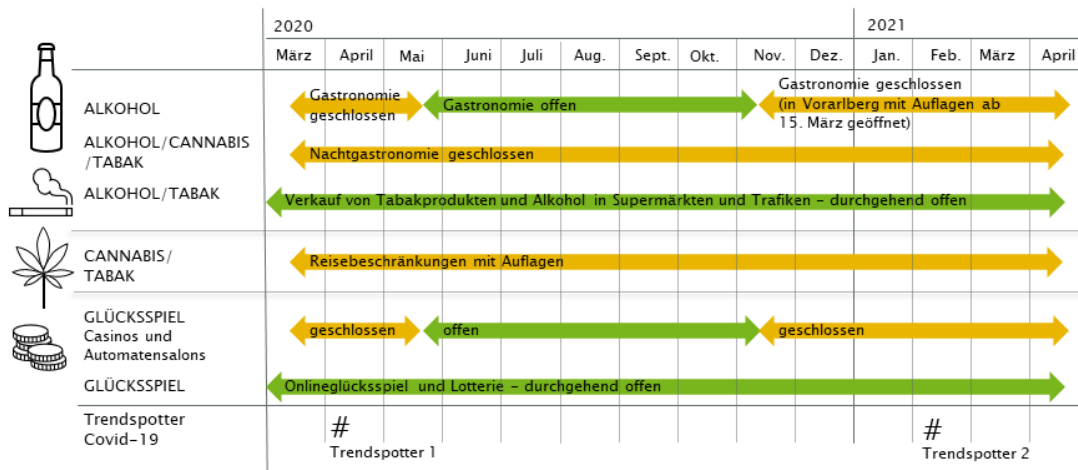 2020
2021
März April Mai Juni Juli Aug. Sept. Okt. Nov. Dez. Jan. Feb. März April
ALKOHOL
Gastronomie
geschlossen
Gastronomie offen
Gastronomie geschlossen
(in Vorarlberg mit Auflagen ab
15. März geöffnet)
ALKOHOL/CANNABIS
/TABAK
Nachtgastronomie geschlossen
ALKOHOL/TABAK
Verkauf von Tabakprodukten und Alkohol in Supermärkten und Trafiken – durchgehend offen
CANNABIS/
TABAK
Reisebeschränkungen mit Auflagen
GLÜCKSSPIEL
Casinos und
Automatensalons
geschlossen
offen
geschlossen
GLÜCKSSPIEL
Onlineglücksspiel und Lotterie – durchgehend offen
Trendspotter
Covid-19
#
Trendspotter 1
#
Trendspotter 2